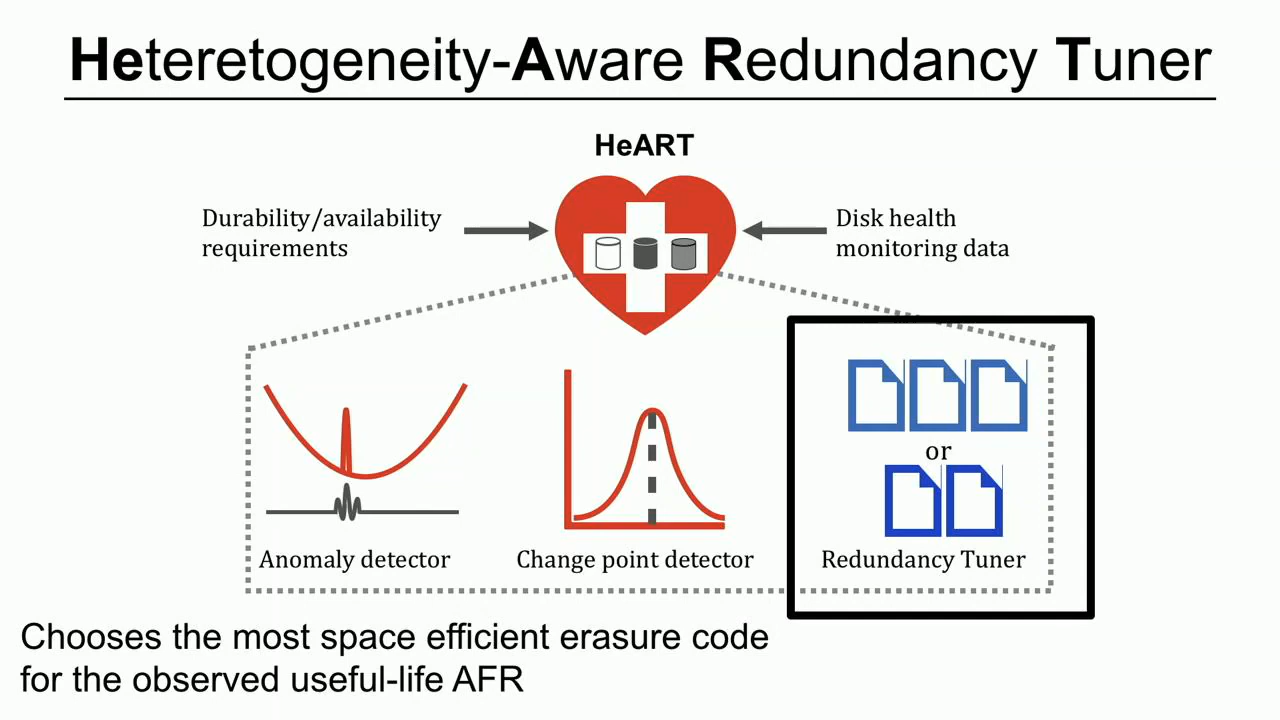 Heteretogeneity-Aware Redundancy Tuner
HeART
Durability/availability
requirements
Disk health
monitoring data
or
Anomaly detector
Change point detector
Redundancy Tuner
Chooses the most space efficient erasure code
for the observed useful-life AFR